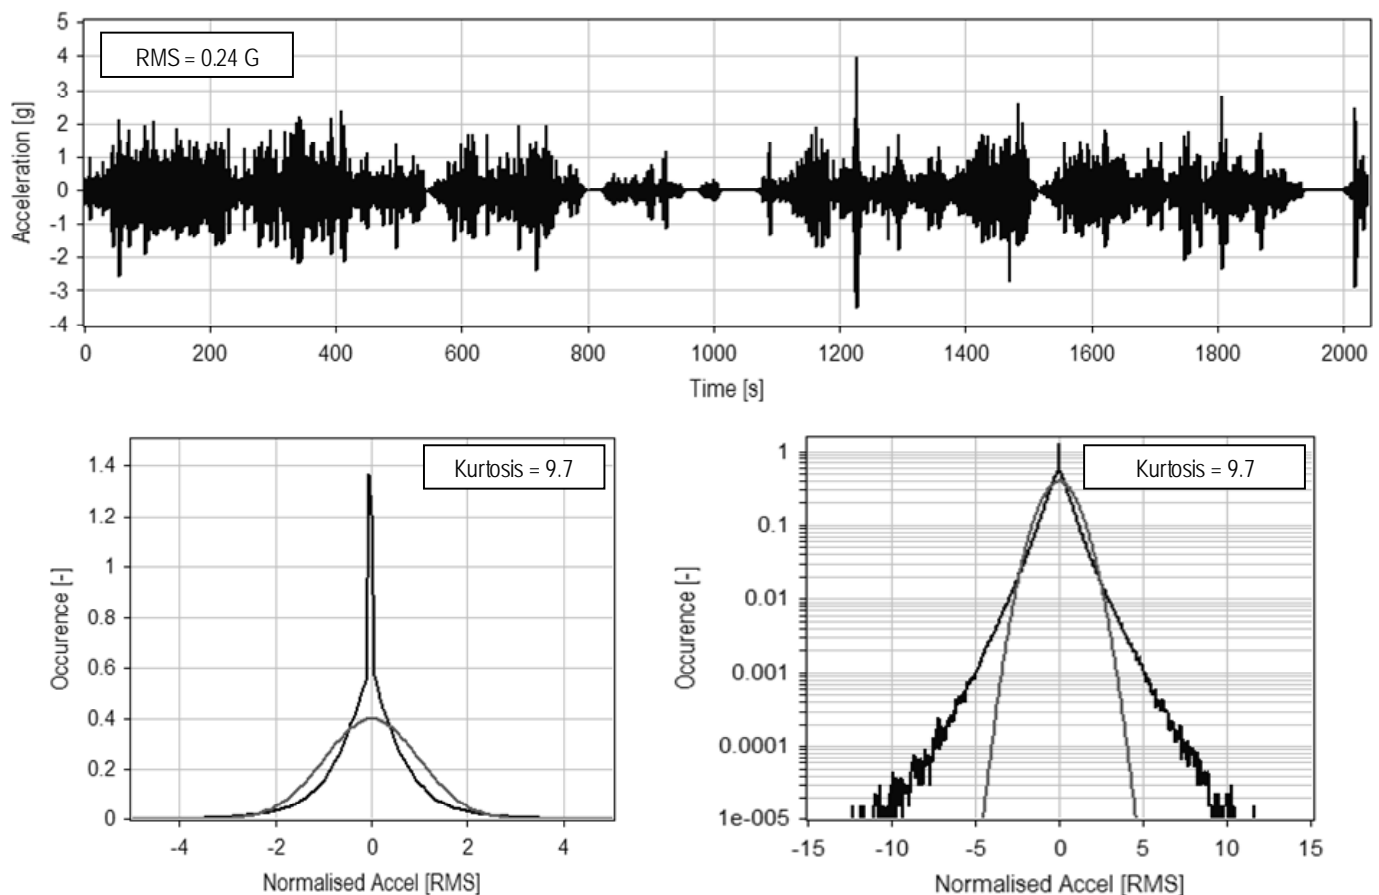 5
4
3
2
1
0
-1
-2
-3
-4
Acceleration [g]
RMS = 0.24 G
0 200 400 600 800 1000 1200 1400 1600 1800 2000
Time [s]
1.4
1.2
1
0.8
0.6
0.4
0.2
0
Occurence [-]
Kurtosis = 9.7
-4 -2 0 2 4
Normalised Accel [RMS]
1
0.1
0.01
0.001
0.0001
1e-005
Occurence [-]
Kurtosis = 9.7
-15 -10 -5 0 5 10 15
Normalised Accel [RMS]